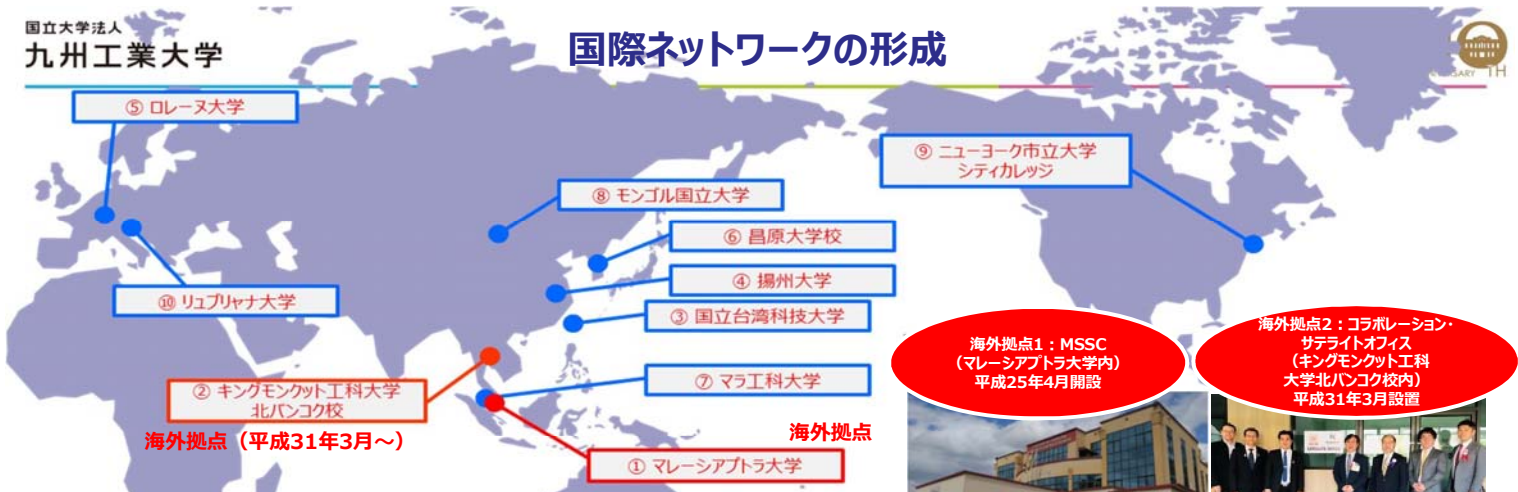 国立大学法人
九州工業大学
国際ネットワークの形成
TH
⑤ ロレーヌ大学
⑨ ニューヨーク市立大学
シティカレッジ
⑧ モンゴル国立大学
⑥ 昌原大学校
④ 揚州大学
⑩ リュブリャナ大学
③ 国立台湾科技大学
⑦ マラ工科大学
② キングモンクット工科大学
北バンコク校
海外拠点（平成31年3月～）
海外拠点
① マレーシアプトラ大学
海外拠点1：MSSC
（マレーシアプトラ大学内）
平成25年4月開設
海外拠点2：コラボレーション・
サテライトオフィス
（キングモンクット工科
大学北バンコク校内）
平成31年3月設置